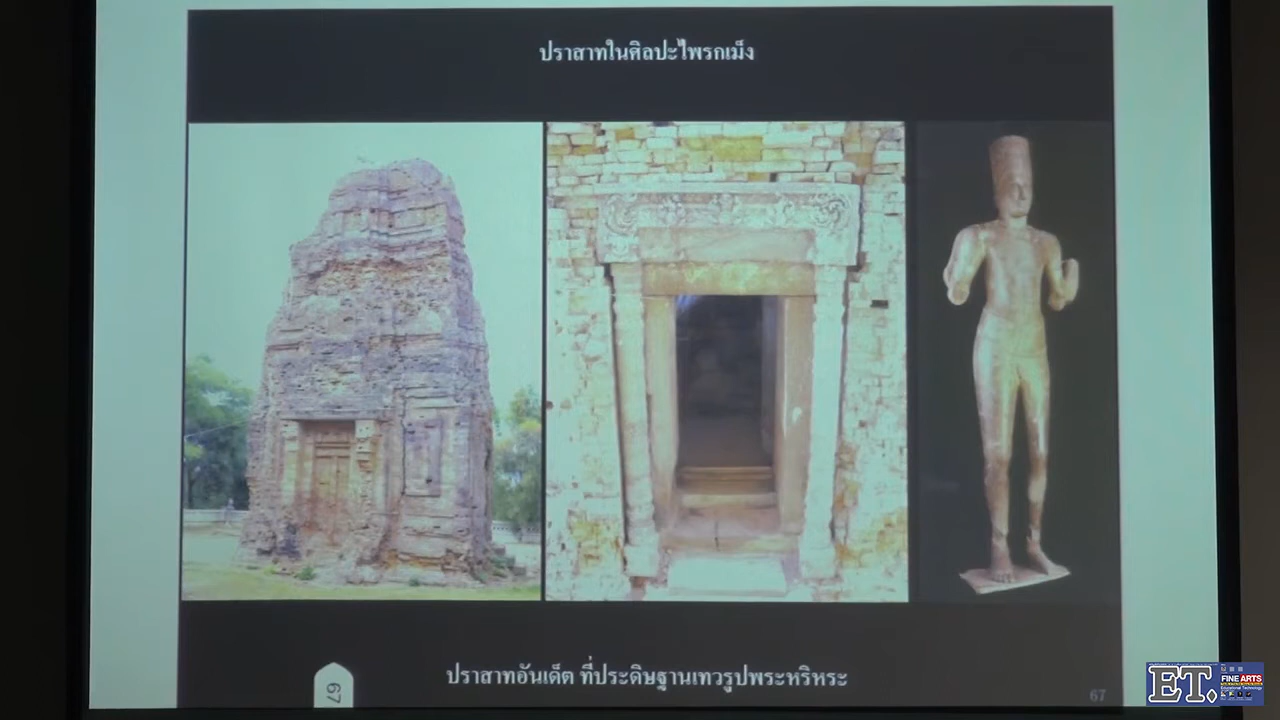 ปราสาทในศิลปะไพรกเม็ง
ปราสาทอันเด็ต ที่ประดิษฐานเทวรูปพระหริหระ
67
67
ET.
FINE ARTS
Educational Technology